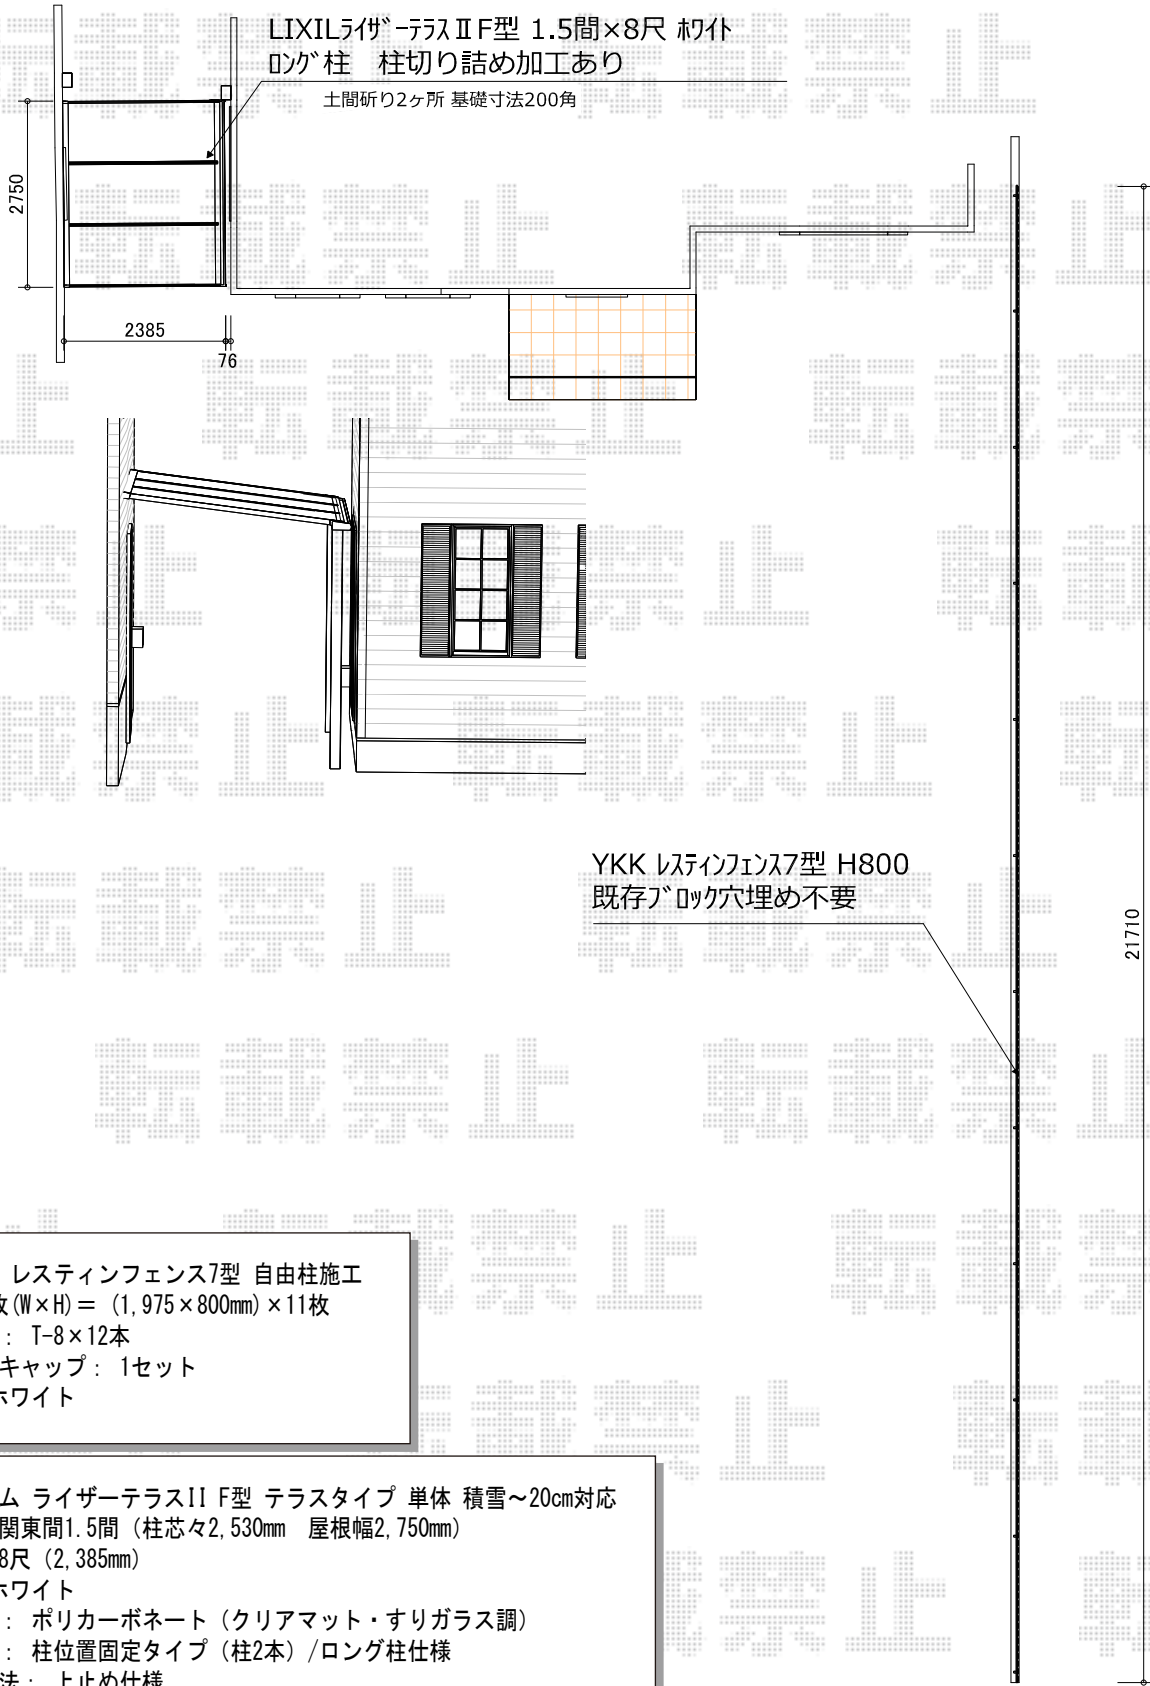 LIXILﾗｲｻﾞｰﾃﾗスⅡF型 1.5間×8尺 ﾎﾜｲﾄ
ﾛﾝｸﾞ柱　柱切り詰め加工あり
土間斫り2ヶ所 基礎寸法200角
2750
2385
76
YKK ﾚｽﾃｨﾝﾌｪﾝｽ7型 H800
既存ﾌﾞﾛｯｸ穴埋め不要
21710
レスティンフェンス7型 自由柱施工
(W×H)＝ (1,975×800mm)×11枚
： T-8×12本
キャップ： 1セット
ホワイト
ム ライザーテラスII F型 テラスタイプ 単体 積雪～20cm対応
関東間1.5間（柱芯々2,530mm　屋根幅2,750mm）
8尺（2,385mm）
ホワイト
： ポリカーボネート（クリアマット・すりガラス調）
： 柱位置固定タイプ（柱2本）/ロング柱仕様
法： 上止め仕様
転載禁止